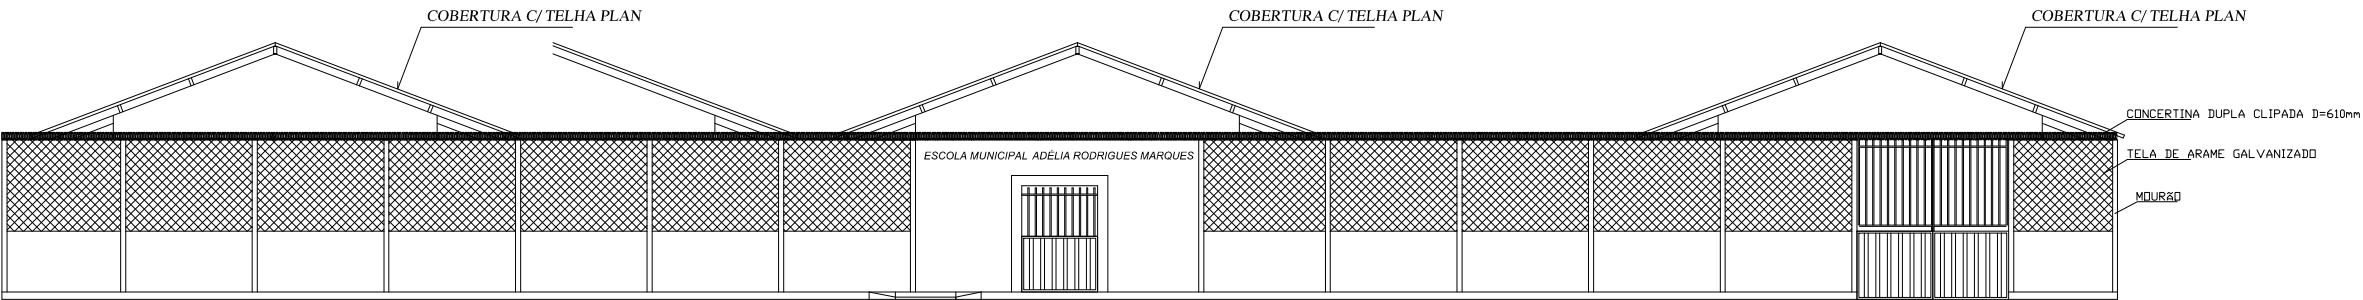 COBERTURA C/ TELHA PLAN
COBERTURA C/ TELHA PLAN
COBERTURA C/ TELHA PLAN
CONCERTINA DUPLA CLIPADA D=610mm
ESCOLA MUNICIPAL ADÉLIA RODRIGUES MARQUES
TELA DE ARAME GALVANIZADO
MOURÃO